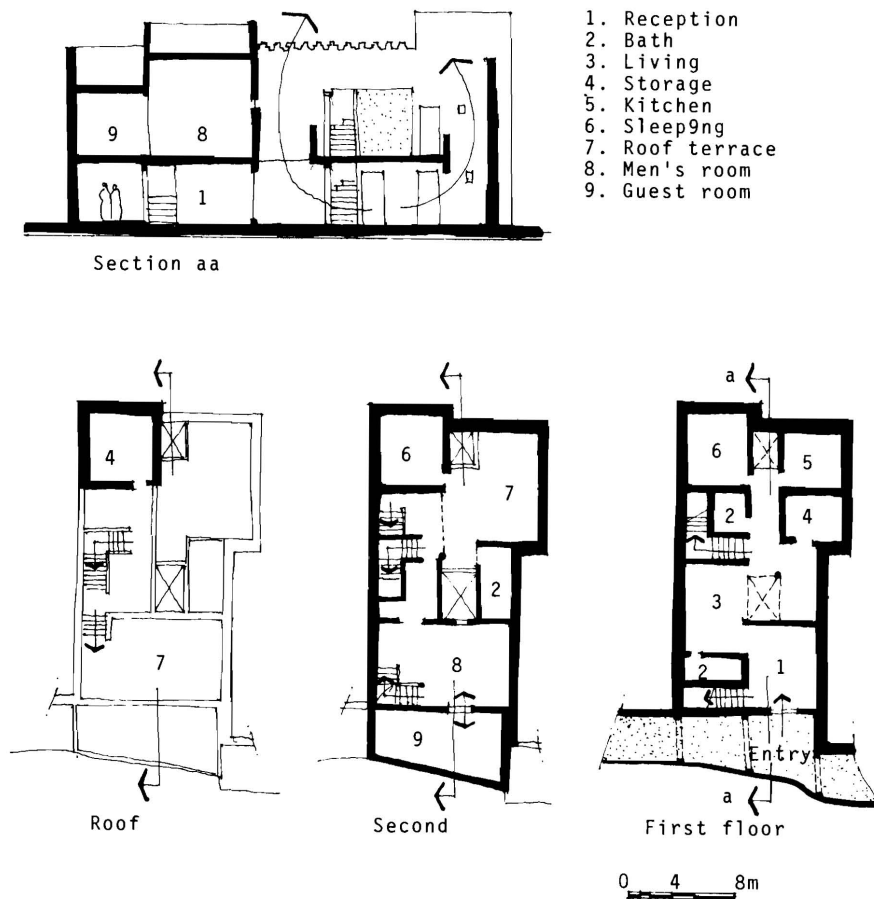 1. Reception
2. Bath
3. Living
4. Storage
5. Kitchen
6. Sleep9ng
7. Roof terrace
8. Men's room
9. Guest room
9
8
1
Section aa
4
7
Roof
6
7
2
8
9
Second
a
6
5
2
4
3
2
1
Entry
a
First floor
0 4 8m